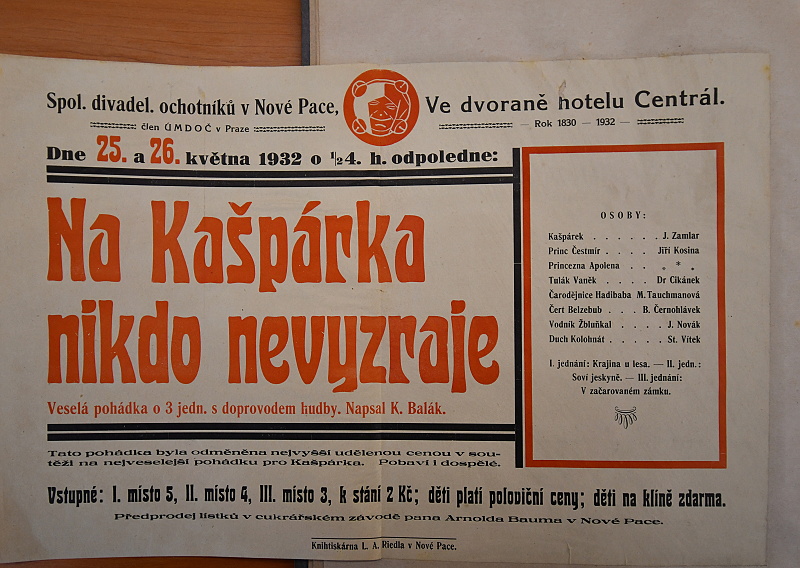 Spol. divadel. ochotníků v Nové Pace,
člen ÚMDOČ v Praze
Ve dvoraně hotelu Centrál.
— Rok 1830 — 1932 —
Dne 25. a 26. května 1932 o ½4. h. odpoledne:
Na Kašpárka
nikdo nevyzraje
Veselá pohádka o 3 jedn. s doprovodem hudby. Napsal K. Balák.
OSOBY:
Kašpárek . . . . . . J. Zamlar
Princ Čestmír . . . . Jiří Kosina
Princezna Apolena . . * * *
Tulák Vaněk . . . Dr Cikánek
Čarodějnice Hadibaba M. Tauchmanová
Čert Belzebub . . . B. Černohlávek
Vodník Žbluňkal . . . . J. Novák
Duch Kolohnát . . . . . St. Vítek
I. jednání: Krajina u lesa. — II. jedn.:
Soví jeskyně. — III. jednání:
V začarovaném zámku.
Tato pohádka byla odměněna nejvyšší udělenou cenou v sou-
těži na nejveselejší pohádku pro Kašpárka. Pobaví i dospělé.
Vstupné: I. místo 5, II. místo 4, III. místo 3, k stání 2 Kč; děti platí poloviční ceny; děti na klíně zdarma.
Předprodej lístků v cukrářském závodě pana Arnolda Bauma v Nové Pace.
Knihtiskárna L. A. Riedla v Nové Pace.